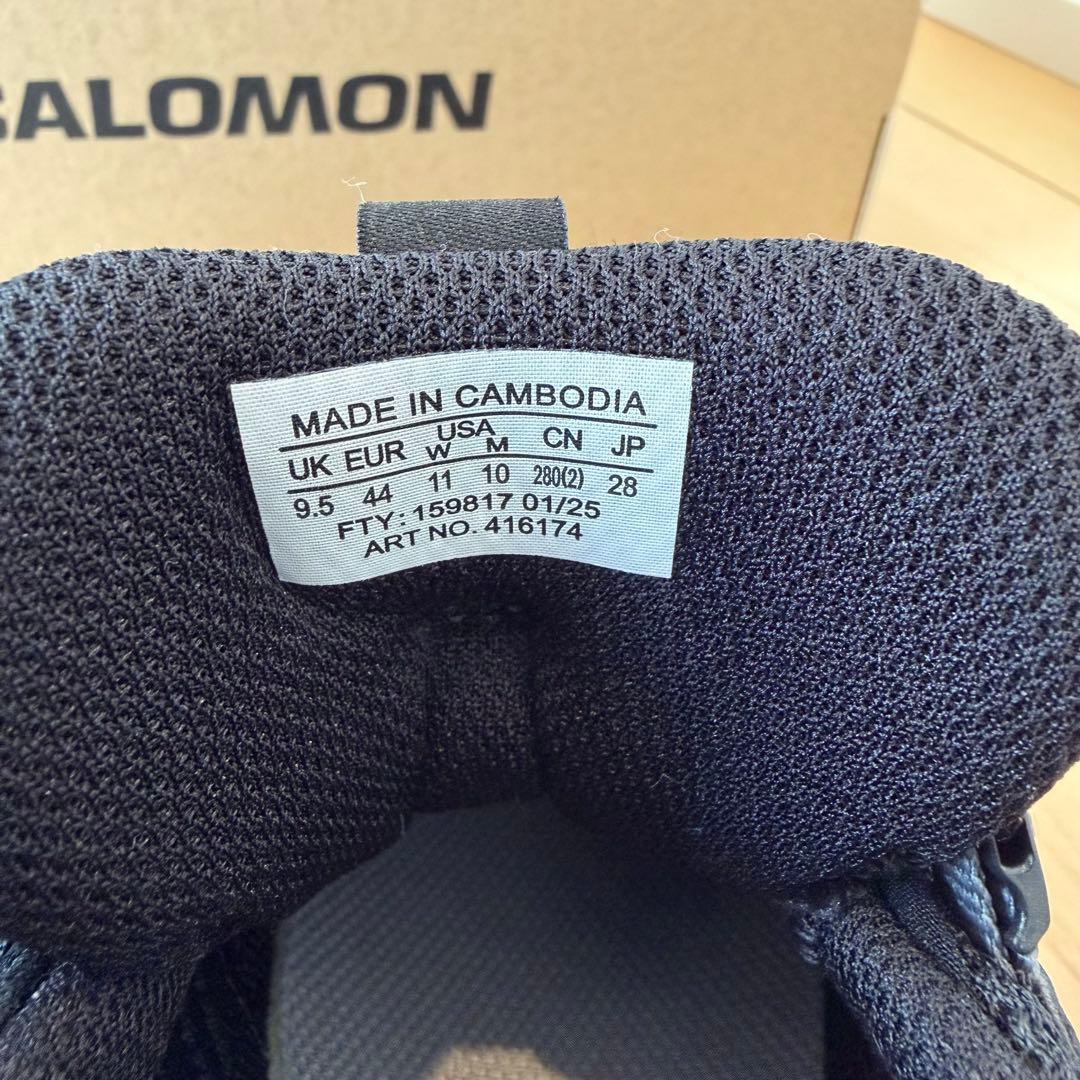 SALOMON
MADE IN CAMBODIA
UK EUR USA W M CN JP
9.5 44 11 10 280(2) 28
FTY: 159817 01/25
ART NO. 416174